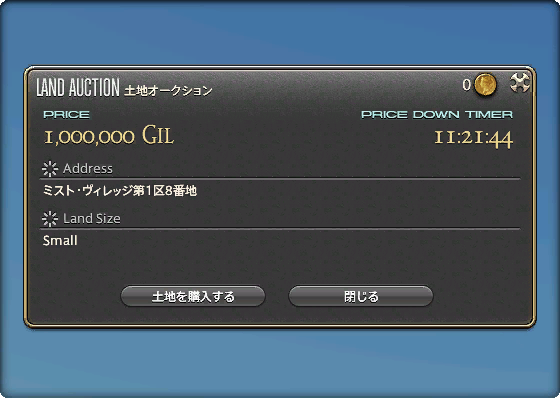 LAND AUCTION 土地オークション 0
PRICE PRICE DOWN TIMER
1,000,000 GIL 11:21:44
Address
ミスト・ヴィレッジ第1区8番地
Land Size
Small
土地を購入する 閉じる